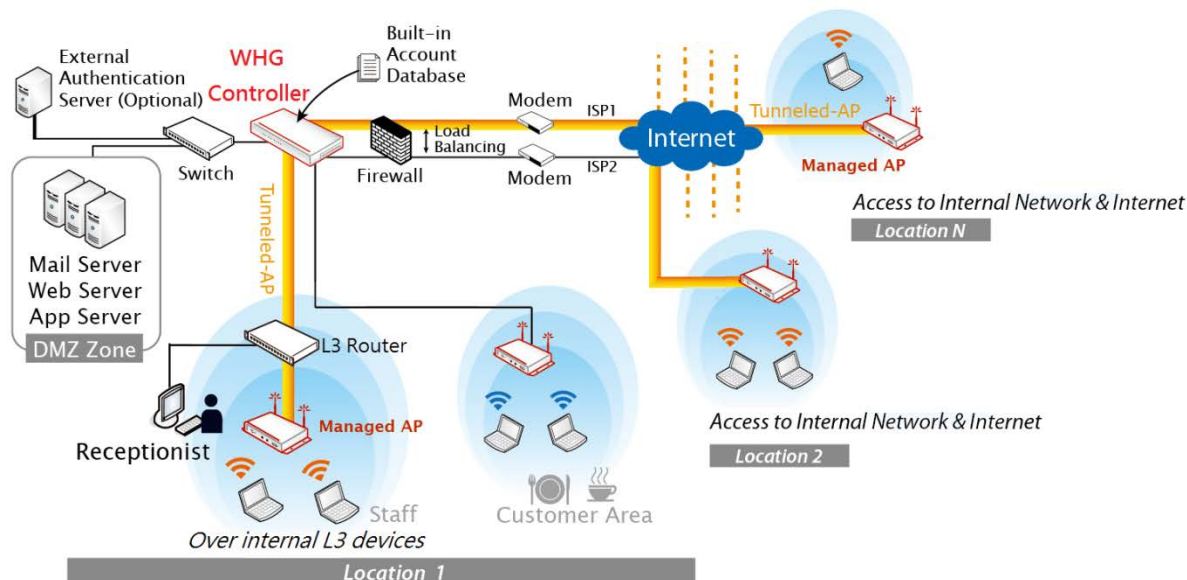 External
Authentication
Server (Optional)
WHG
Controller
Built-in
Account
Database
Switch
Firewall
Load
Balancing
Modem
ISP1
Modem
ISP2
Internet
Tunneled-AP
Managed AP
Access to Internal Network & Internet
Location N
Mail Server
Web Server
App Server
DMZ Zone
Tunneled-AP
L3 Router
Receptionist
Managed AP
Staff
Over internal L3 devices
Customer Area
Location 1
Access to Internal Network & Internet
Location 2